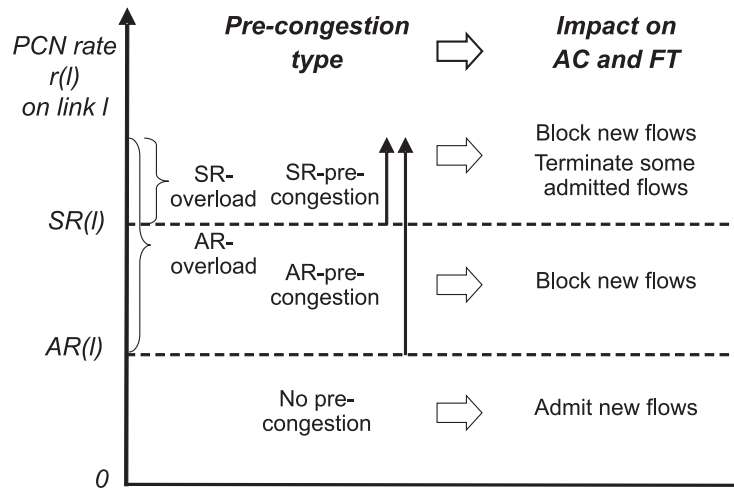 PCN rate
r(l)
on link l
Pre-congestion
type
Impact on
AC and FT
SR-
overload
SR-pre-
congestion
Block new flows
Terminate some
admitted flows
SR(l)
AR-
overload
AR-pre-
congestion
Block new flows
AR(l)
No pre-
congestion
Admit new flows
0